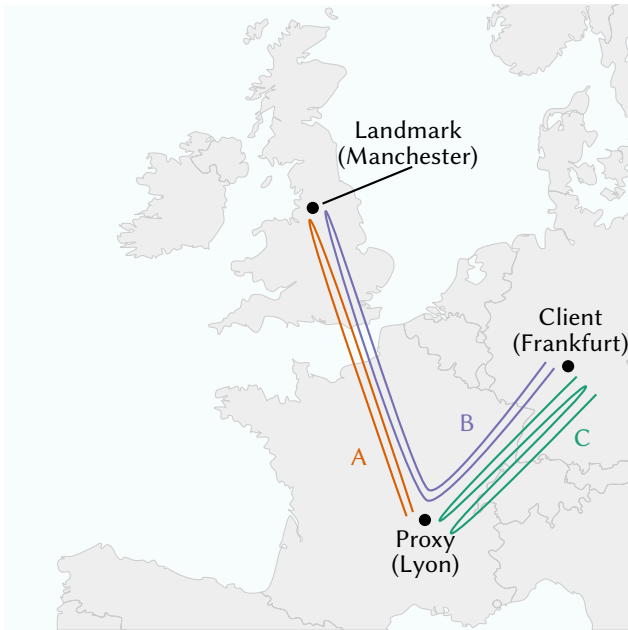 Landmark
(Manchester)
Client
(Frankfurt)
B
C
A
Proxy
(Lyon)